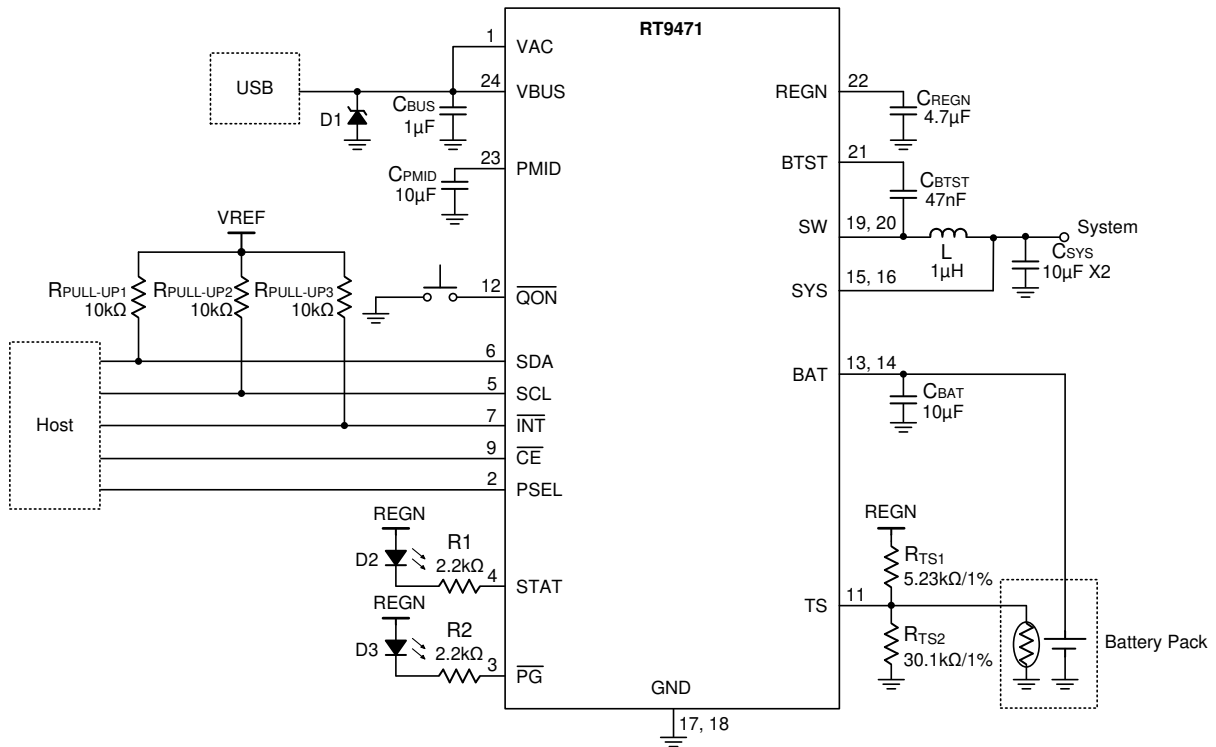 RT9471
1
VAC
USB
24
VBUS
D1
CBUS
1µF
23
PMID
CPMID
10µF
VREF
RPULL-UP1
10kΩ
RPULL-UP2
10kΩ
RPULL-UP3
10kΩ
12
QON
Host
6
SDA
5
SCL
7
INT
9
CE
2
PSEL
REGN
D2
R1
2.2kΩ
4
STAT
REGN
D3
R2
2.2kΩ
3
PG
GND
17, 18
REGN
22
CREGN
4.7µF
BTST
21
CBTST
47nF
SW
19, 20
L
1µH
System
CSYS
10µF X2
SYS
15, 16
BAT
13, 14
CBAT
10µF
REGN
RTS1
5.23kΩ/1%
TS
11
RTS2
30.1kΩ/1%
Battery Pack